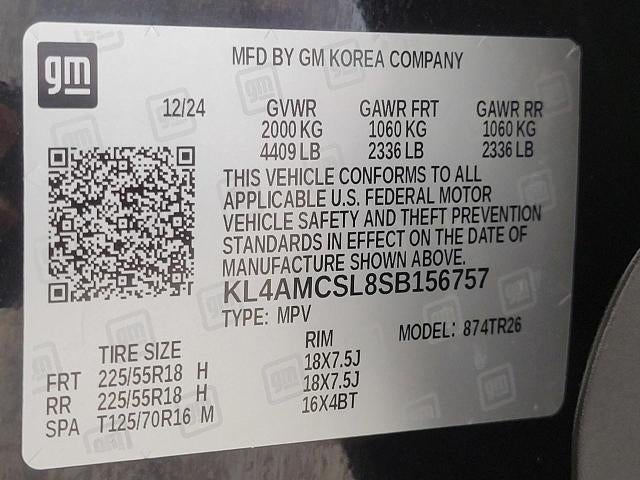 gm
MFD BY GM KOREA COMPANY
12/24 GVWR GAWR FRT GAWR RR
2000 KG 1060 KG 1060 KG
4409 LB 2336 LB 2336 LB
THIS VEHICLE CONFORMS TO ALL
APPLICABLE U.S. FEDERAL MOTOR
VEHICLE SAFETY AND THEFT PREVENTION
STANDARDS IN EFFECT ON THE DATE OF
MANUFACTURE SHOWN ABOVE.
KL4AMCSL8SB156757
TYPE: MPV
MODEL: 874TR26
TIRE SIZE RIM
FRT 225/55R18 H 18X7.5J
RR 225/55R18 H 18X7.5J
SPA T125/70R16 M 16X4BT